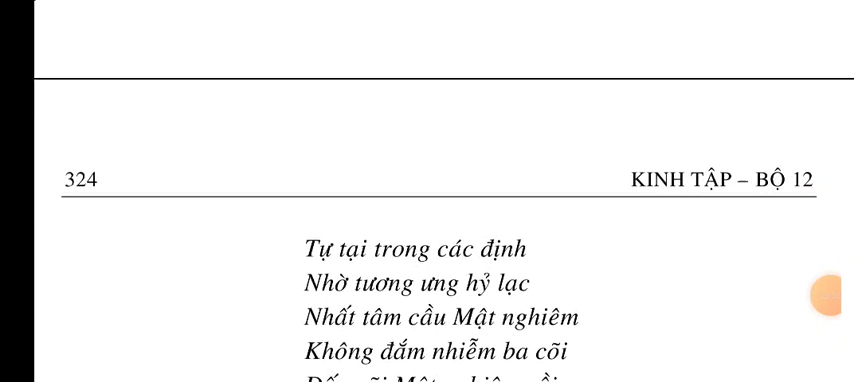 324
KINH TẬP – BỘ 12
Tự tại trong các định
Nhờ tương ưng hỷ lạc
Nhất tâm cầu Mật nghiêm
Không đắm nhiễm ba cõi